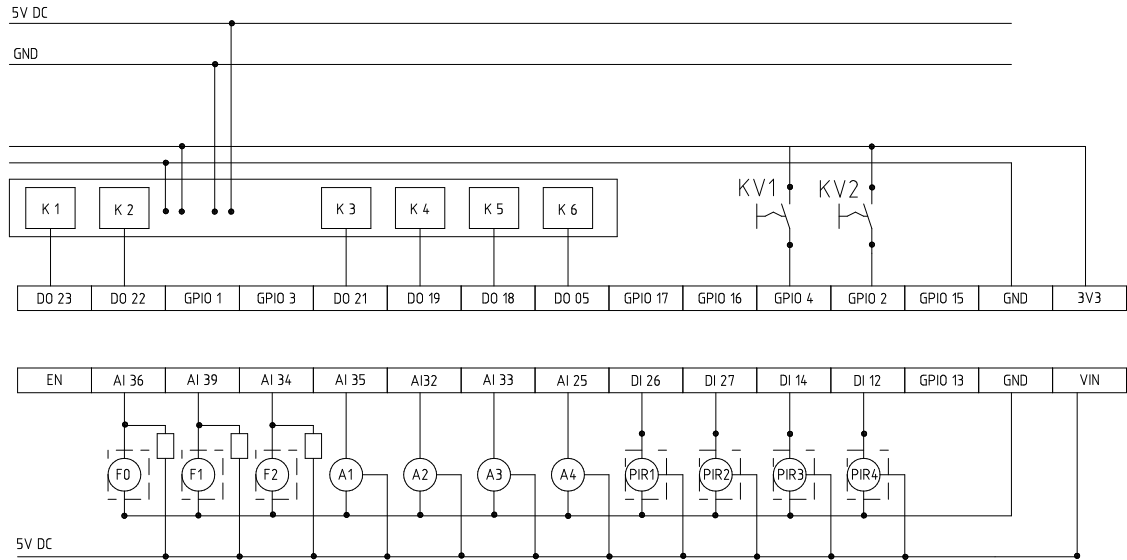 5V DC
GND
KV1 KV2
K 1 K 2 K 3 K 4 K 5 K 6
DO 23 DO 22 GPIO 1 GPIO 3 DO 21 DO 19 DO 18 DO 05 GPIO 17 GPIO 16 GPIO 4 GPIO 2 GPIO 15 GND 3V3
EN AI 36 AI 39 AI 34 AI 35 AI32 AI 33 AI 25 DI 26 DI 27 DI 14 DI 12 GPIO 13 GND VIN
F0 F1 F2 A1 A2 A3 A4 PIR1 PIR2 PIR3 PIR4
5V DC